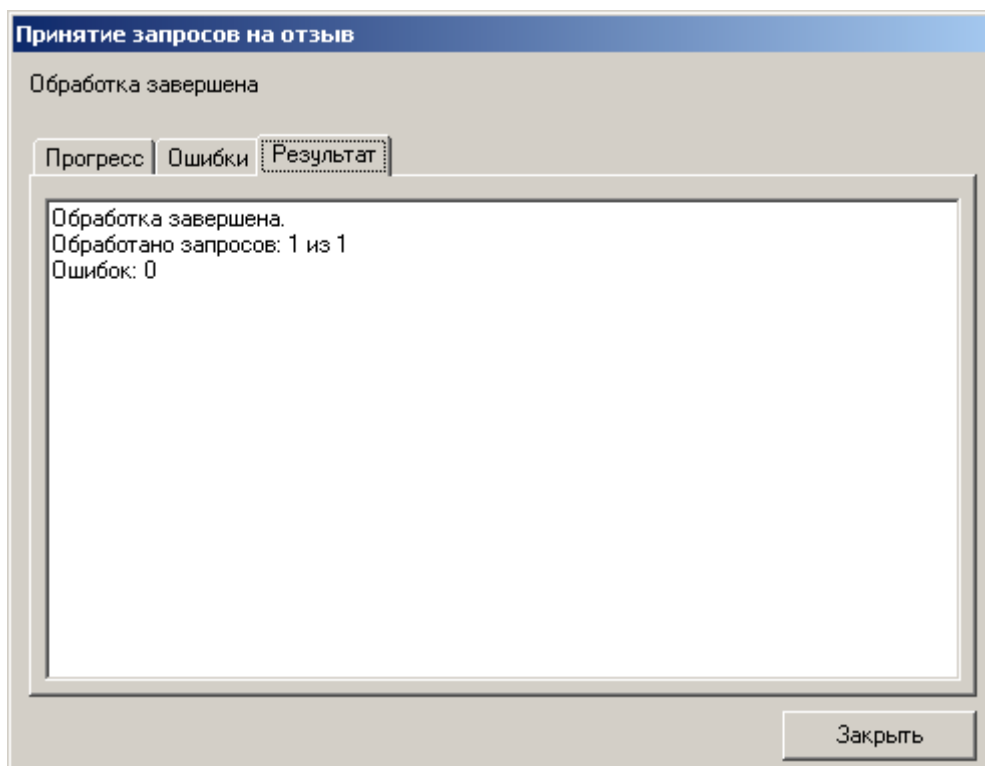 Принятие запросов на отзыв
Обработка завершена
Прогресс
Ошибки
Результат
Обработка завершена.
Обработано запросов: 1 из 1
Ошибок: 0
Закрыть